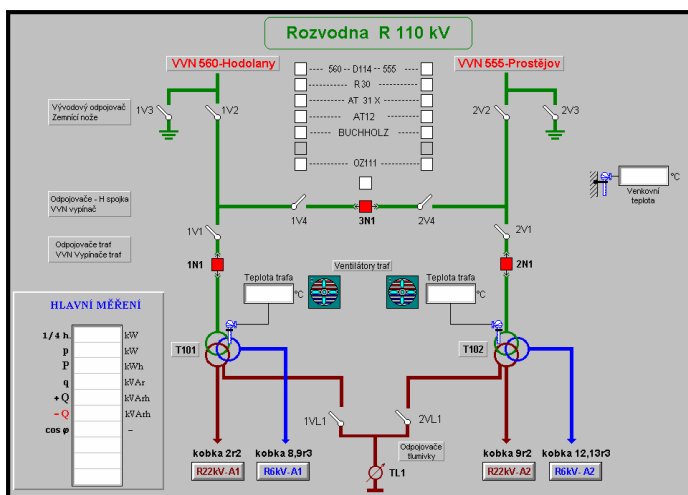 Rozvodna R 110 kV
VVN 560-Hodolany
VVN 555-Prostějov
560 -- D114 -- 555
R30
AT 31 X
AT12
BUCHHOLZ
OZ111
Vývodový odpojovač
Zemnící nože
1V3
1V2
2V2
2V3
Venkovní
teplota
°C
Odpojovače - H spojka
VVN vypínač
1V4
3N1
2V4
Odpojovače traf
VVN Vypínače traf
1V1
2V1
1N1
2N1
Ventilátory traf
Teplota trafa
°C
Teplota trafa
°C
HLAVNÍ MĚŘENÍ
1/4 h. kW
p kW
P kWh
q kVAr
+Q kVArh
-Q kVArh
cos φ -
T101
T102
1VL1
2VL1
Odpojovače
tlumivky
TL1
kobka 2r2
kobka 8,9r3
kobka 9r2
kobka 12,13r3
R22kV-A1
R6kV-A1
R22kV-A2
R6kV-A2